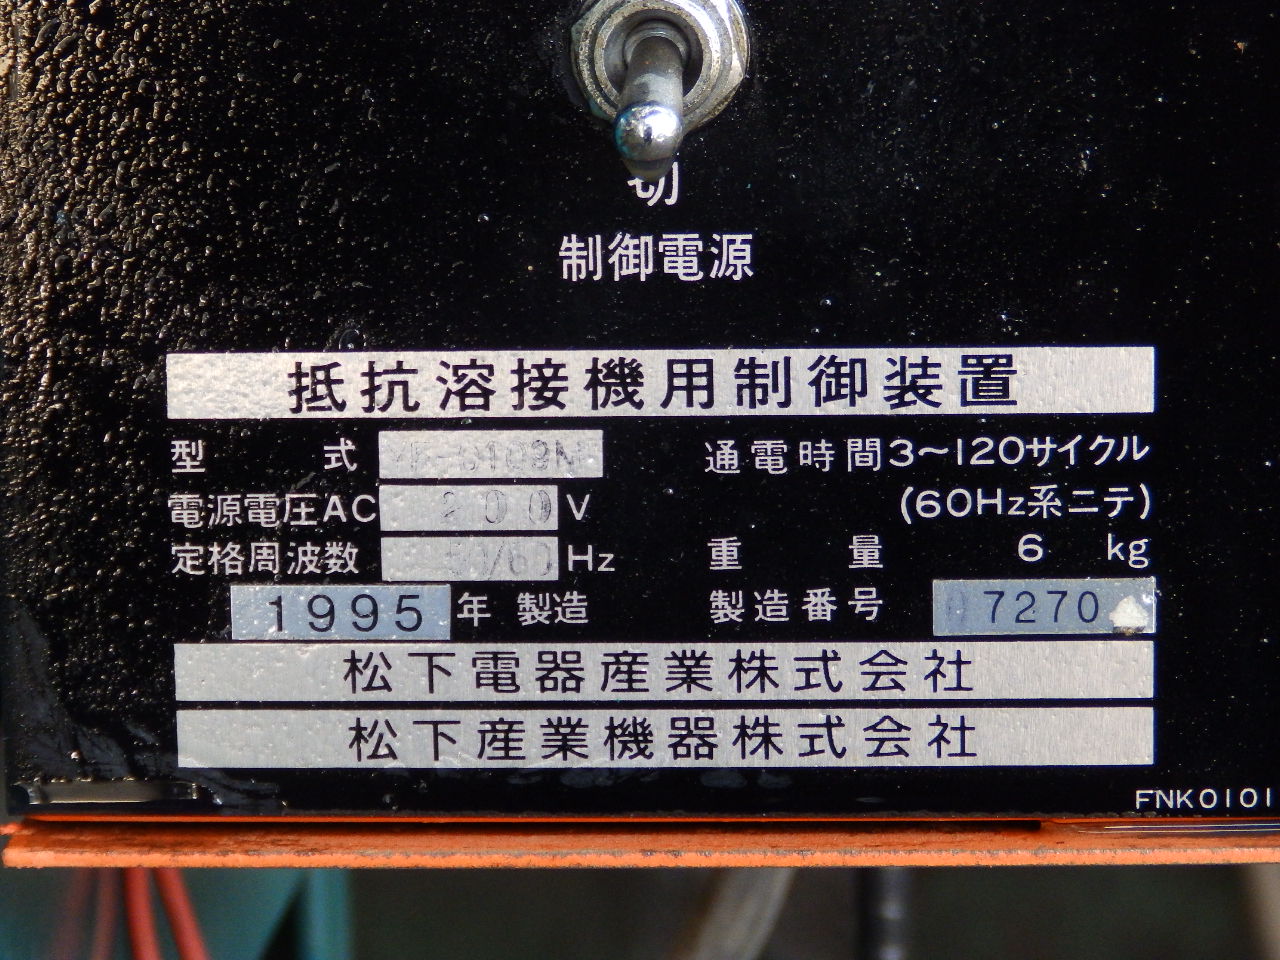 切
制御電源
抵抗溶接機用制御装置
型式 通電時間3~120サイクル
電源電圧AC 200 V (60Hz系ニテ)
定格周波数 50/60 Hz 重量 6 kg
1995年製造 製造番号 7270
松下電器産業株式会社
松下産業機器株式会社
FNK0101